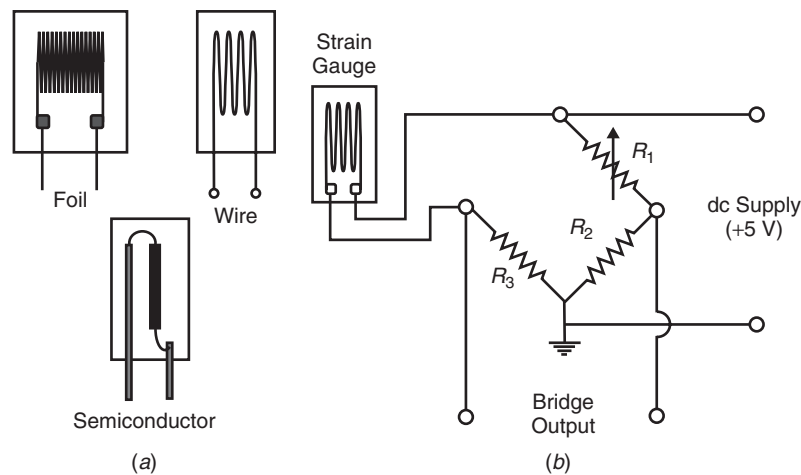 Foil
Wire
Semiconductor
(a)
Strain
Gauge
R1
R2
R3
dc Supply
(+5 V)
Bridge
Output
(b)